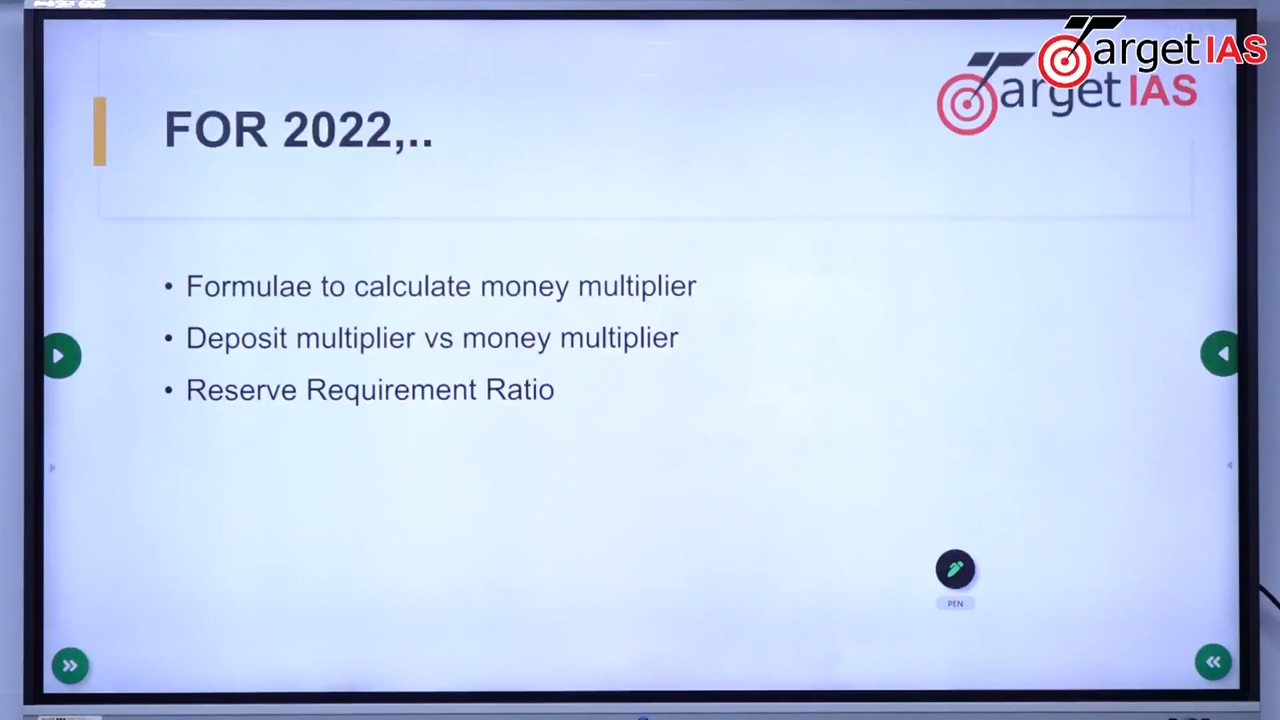 Target IAS
Target IAS
FOR 2022,..
• Formulae to calculate money multiplier
• Deposit multiplier vs money multiplier
• Reserve Requirement Ratio
PEN